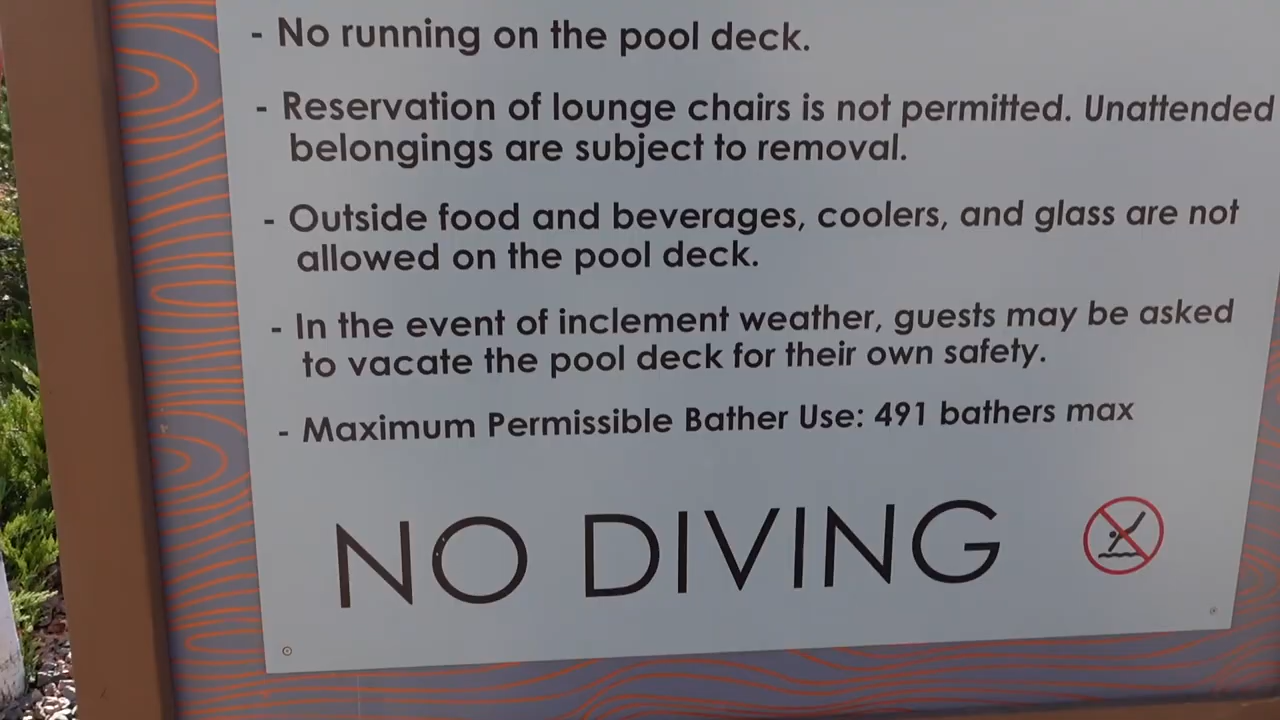 - No running on the pool deck.
- Reservation of lounge chairs is not permitted. Unattended
belongings are subject to removal.
- Outside food and beverages, coolers, and glass are not
allowed on the pool deck.
- In the event of inclement weather, guests may be asked
to vacate the pool deck for their own safety.
- Maximum Permissible Bather Use: 491 bathers max
NO DIVING